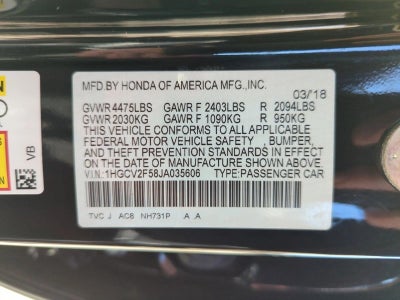 MFD.BY HONDA OF AMERICA MFG.,INC.
03/18
GVWR 4475LBS GAWR F 2403LBS R 2094LBS
GVWR 2030KG GAWR F 1090KG R 950KG
THIS VEHICLE CONFORMS TO ALL APPLICABLE
FEDERAL MOTOR VEHICLE SAFETY , BUMPER,
AND THEFT PREVENTION STANDARDS IN EFFECT
ON THE DATE OF MANUFACTURE SHOWN ABOVE.
V.I.N: 1HGCV2F58JA035606 TYPE:PASSENGER CAR
TVC J AC8 NH731P A A
VB